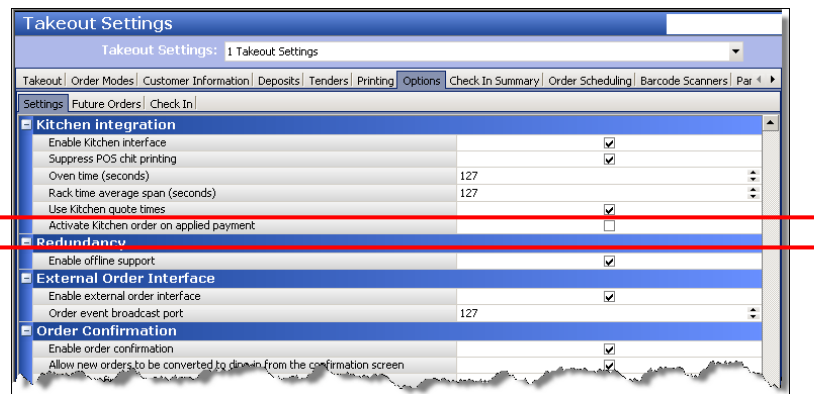 Takeout Settings
Takeout Settings: 1 Takeout Settings
Takeout Order Modes Customer Information Deposits Tenders Printing Options Check In Summary Order Scheduling Barcode Scanners Par
Settings Future Orders Check In
Kitchen integration
Enable Kitchen interface
Suppress POS chit printing
Oven time (seconds) 127
Rack time average span (seconds) 127
Use Kitchen quote times
Activate Kitchen order on applied payment
Redundancy
Enable offline support
External Order Interface
Enable external order interface
Order event broadcast port 127
Order Confirmation
Enable order confirmation
Allow new orders to be converted to dine-in from the confirmation screen